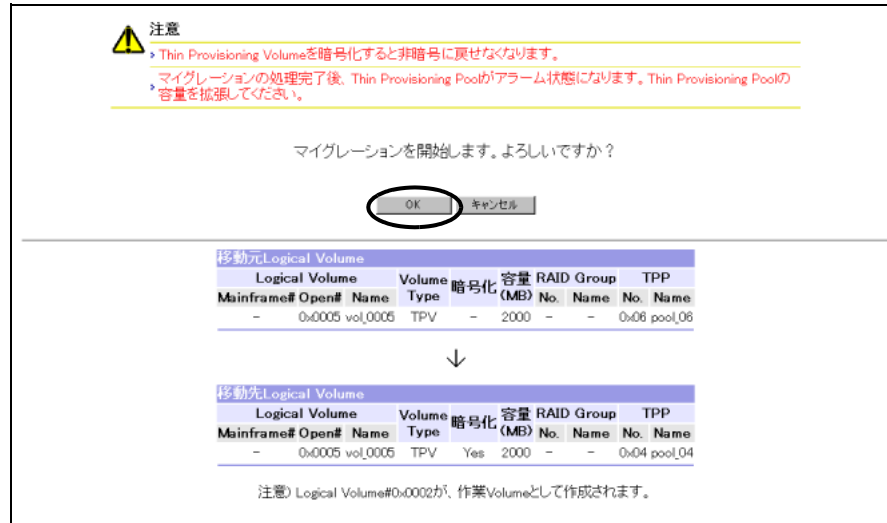 注意
Thin Provisioning Volumeを暗号化すると非暗号に戻せなくなります。
マイグレーションの処理完了後、Thin Provisioning Poolがアラーム状態になります。Thin Provisioning Poolの
容量を拡張してください。
マイグレーションを開始します。よろしいですか？
OK キャンセル
移動元Logical Volume
Logical Volume Volume Type 暗号化 容量(MB) RAID Group TPP
Mainframe# Open# Name No. Name No. Name
- 0x0005 vol_0005 TPV - 2000 - - 0x06 pool_06
↓
移動先Logical Volume
Logical Volume Volume Type 暗号化 容量(MB) RAID Group TPP
Mainframe# Open# Name No. Name No. Name
- 0x0005 vol_0005 TPV Yes 2000 - - 0x04 pool_04
注意) Logical Volume#0x0002が、作業Volumeとして作成されます。